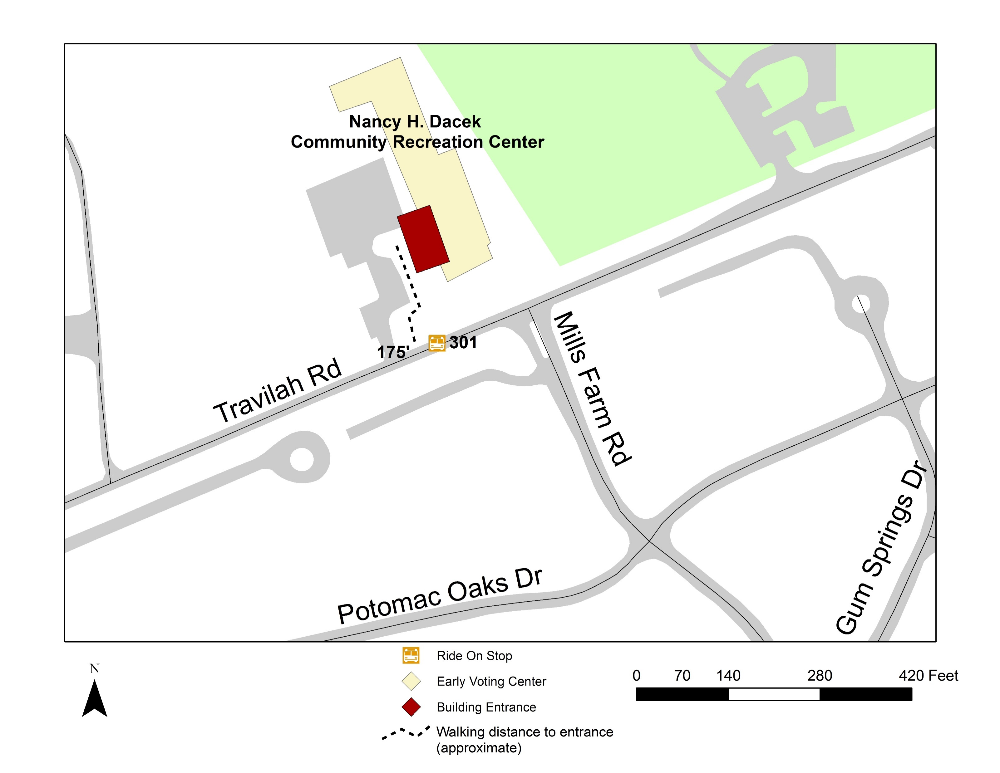 Nancy H. Dacek
Community Recreation Center
301
175'
Travilah Rd
Mills Farm Rd
Gum Springs Dr
Potomac Oaks Dr
N
Ride On Stop
Early Voting Center
Building Entrance
Walking distance to entrance
(approximate)
0 70 140 280 420 Feet